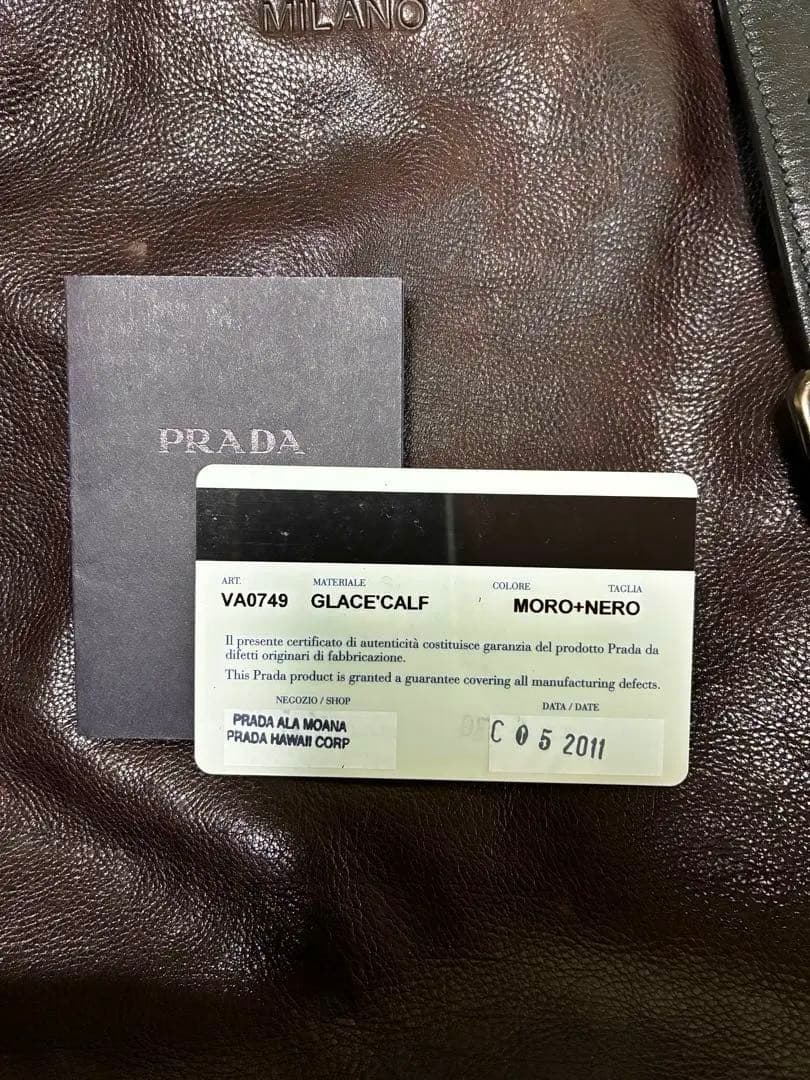 MILANO
PRADA
ART. MATERIALE COLORE TAGLIA
VA0749 GLACE'CALF MORO+NERO
Il presente certificato di autenticità costituisce garanzia del prodotto Prada da
difetti originari di fabbricazione.
This Prada product is granted a guarantee covering all manufacturing defects.
NEGOZIO / SHOP
PRADA ALA MOANA
PRADA HAWAII CORP
DATA / DATE
C 05 2011